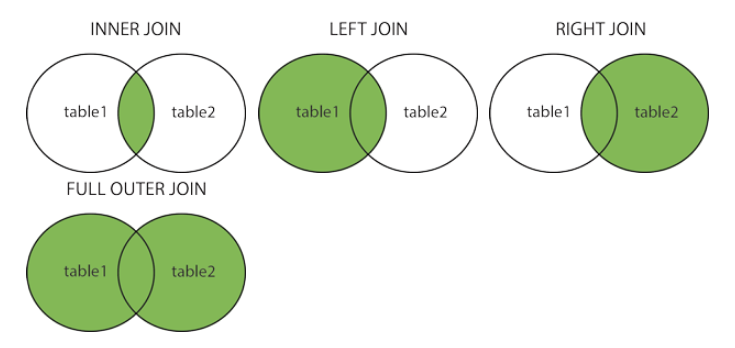 INNER JOIN
LEFT JOIN
RIGHT JOIN
table1
table2
table1
table2
table1
table2
FULL OUTER JOIN
table1
table2